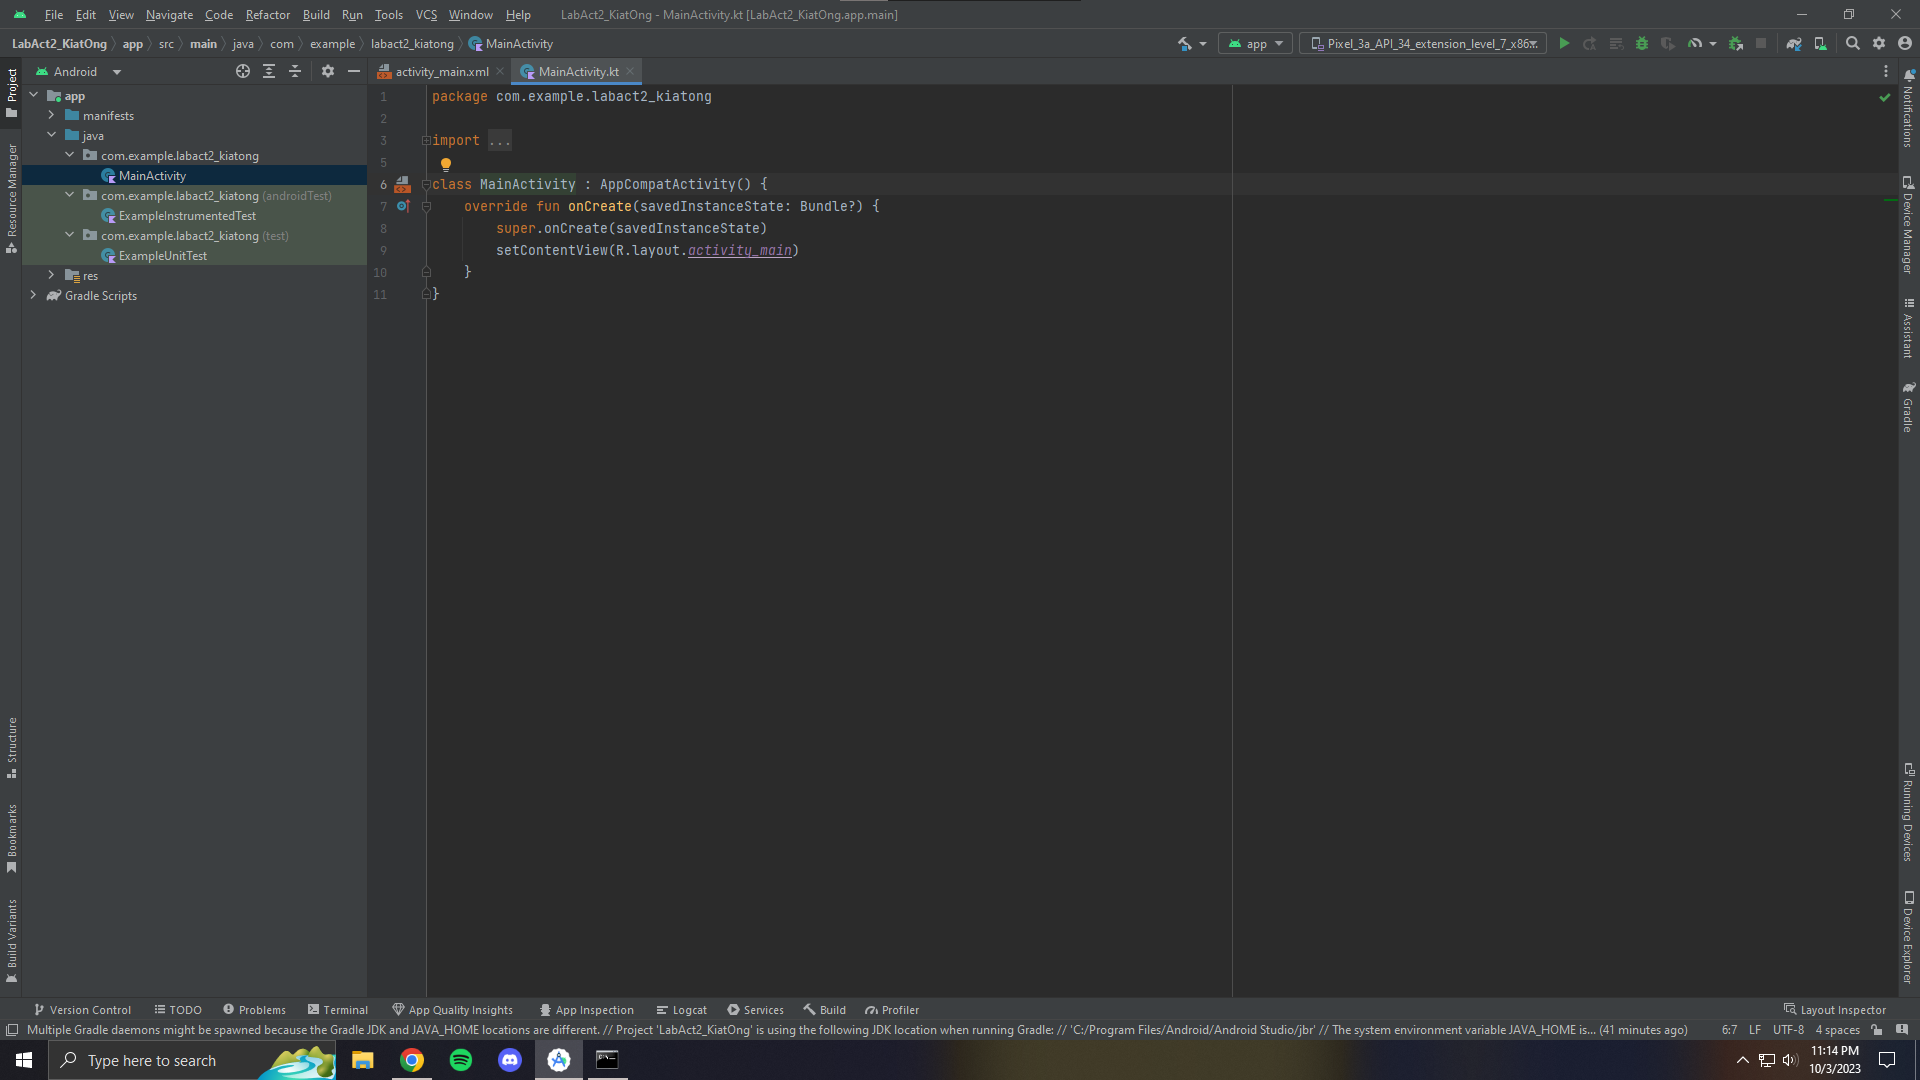 File Edit View Navigate Code Refactor Build Run Tools VCS Window Help LabAct2_KiatOng - MainActivity.kt [LabAct2_KiatOng.app.main]
LabAct2_KiatOng app src main java com example labact2_kiatong MainActivity app Pixel_3a_API_34_extension_level_7_x86
Android activity_main.xml MainActivity.kt
Project
Resource Manager
Structure
Bookmarks
Build Variants
app
manifests
java
com.example.labact2_kiatong
MainActivity
com.example.labact2_kiatong (androidTest)
ExampleInstrumentedTest
com.example.labact2_kiatong (test)
ExampleUnitTest
res
Gradle Scripts
1 package com.example.labact2_kiatong
2
3 import ...
5
6 class MainActivity : AppCompatActivity() {
7 override fun onCreate(savedInstanceState: Bundle?) {
8 super.onCreate(savedInstanceState)
9 setContentView(R.layout.activity_main)
10 }
11 }
Notifications
Device Manager
Assistant
Gradle
Running Devices
Device Explorer
Version Control TODO Problems Terminal App Quality Insights App Inspection Logcat Services Build Profiler Layout Inspector
Multiple Gradle daemons might be spawned because the Gradle JDK and JAVA_HOME locations are different. // Project 'LabAct2_KiatOng' is using the following JDK location when running Gradle: // 'C:/Program Files/Android/Android Studio/jbr' // The system environment variable JAVA_HOME is... (41 minutes ago) 6:7 LF UTF-8 4 spaces
Type here to search
11:14 PM
10/3/2023